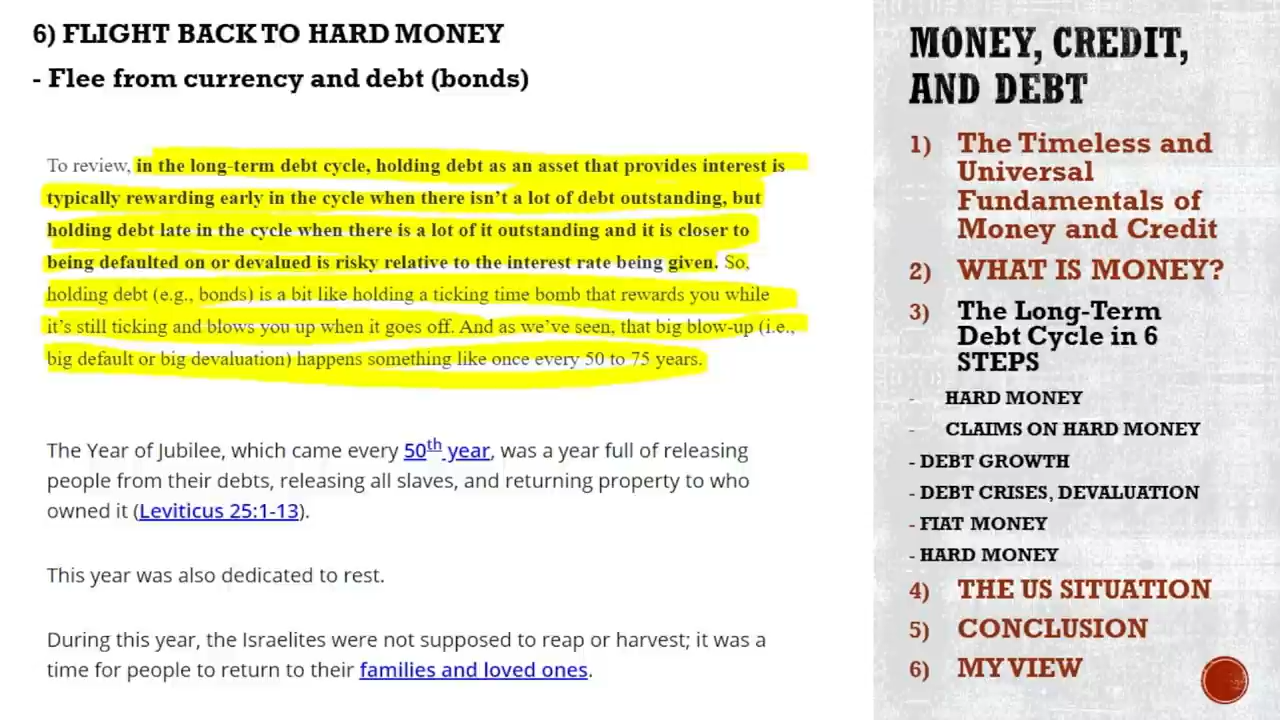 6) FLIGHT BACK TO HARD MONEY
- Flee from currency and debt (bonds)
To review, in the long-term debt cycle, holding debt as an asset that provides interest is
typically rewarding early in the cycle when there isn’t a lot of debt outstanding, but
holding debt late in the cycle when there is a lot of it outstanding and it is closer to
being defaulted on or devalued is risky relative to the interest rate being given. So,
holding debt (e.g., bonds) is a bit like holding a ticking time bomb that rewards you while
it’s still ticking and blows you up when it goes off. And as we’ve seen, that big blow-up (i.e.,
big default or big devaluation) happens something like once every 50 to 75 years.
The Year of Jubilee, which came every 50th year, was a year full of releasing
people from their debts, releasing all slaves, and returning property to who
owned it (Leviticus 25:1-13).
This year was also dedicated to rest.
During this year, the Israelites were not supposed to reap or harvest; it was a
time for people to return to their families and loved ones.
MONEY, CREDIT,
AND DEBT
1) The Timeless and
Universal
Fundamentals of
Money and Credit
2) WHAT IS MONEY?
3) The Long-Term
Debt Cycle in 6
STEPS
- HARD MONEY
- CLAIMS ON HARD MONEY
- DEBT GROWTH
- DEBT CRISES, DEVALUATION
- FIAT MONEY
- HARD MONEY
4) THE US SITUATION
5) CONCLUSION
6) MY VIEW